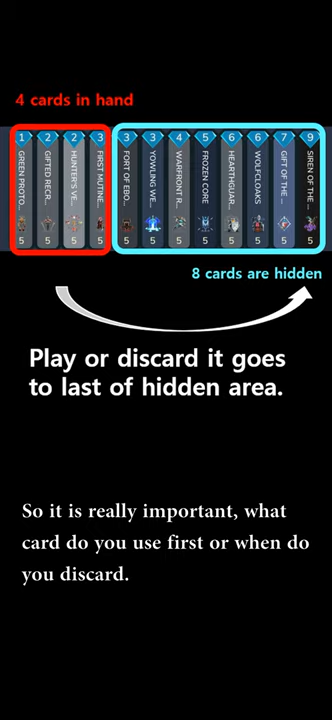 4 cards in hand
1 2 2 3 3 3 4 5 6 6 7 9
GREEN PROTO...
GIFTED RECR...
HUNTER'S VE...
FIRST MUTINE...
FORT OF EBO...
YOWLING WE...
WARFRONT R...
FROZEN CORE
HEARTHGUAR...
WOLFCLOAKS
GIFT OF THE ...
SIREN OF THE ...
5 5 5 5 5 5 5 5 5 5 5 5
8 cards are hidden
Play or discard it goes
to last of hidden area.
So it is really important, what
card do you use first or when do
you discard.